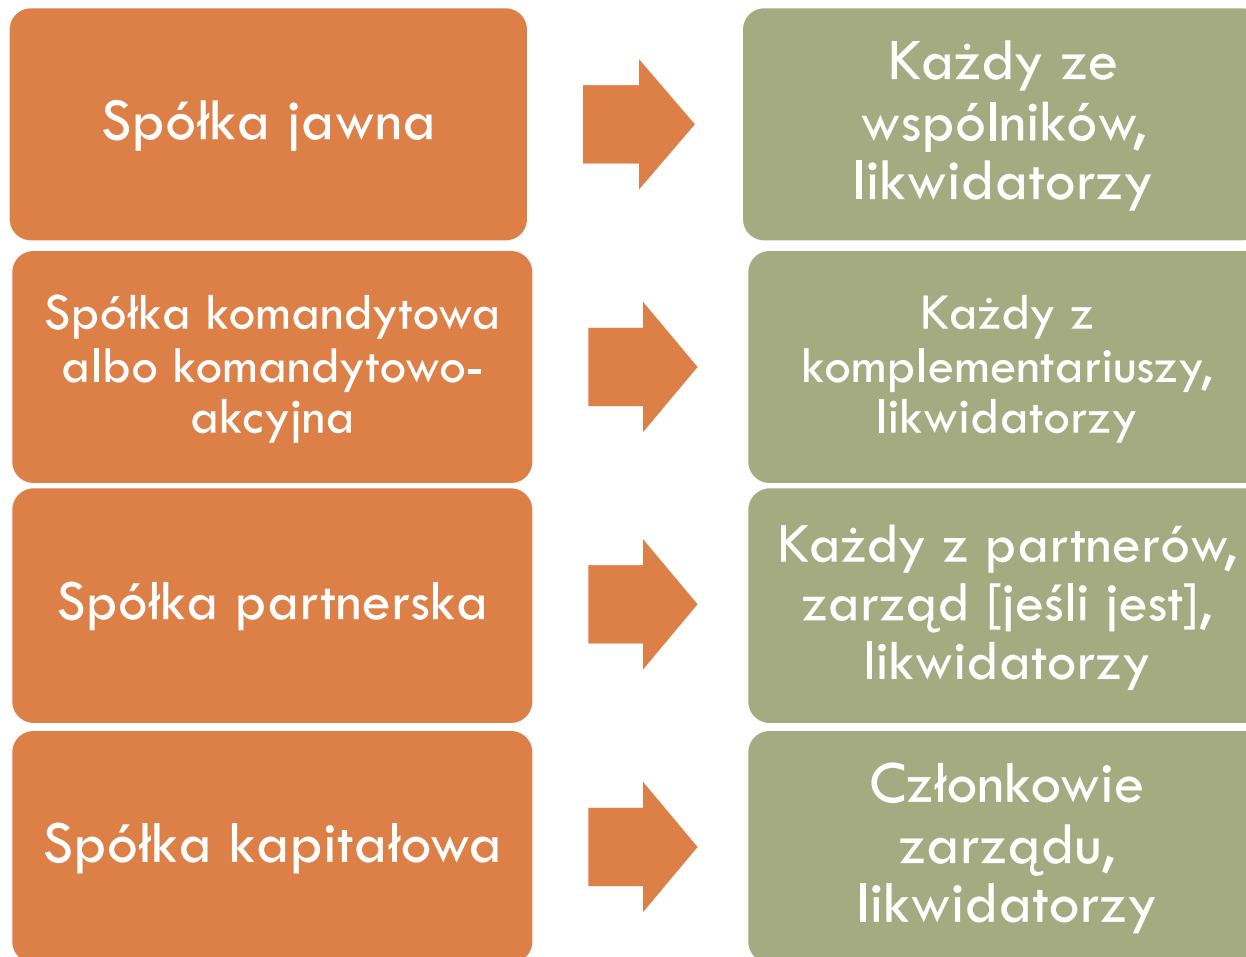 Spółka jawna
Każdy ze
wspólników,
likwidatorzy
Spółka komandytowa
albo komandytowo-
akcyjna
Każdy z
komplementariuszy,
likwidatorzy
Spółka partnerska
Każdy z partnerów,
zarząd [jeśli jest],
likwidatorzy
Spółka kapitałowa
Członkowie
zarządu,
likwidatorzy